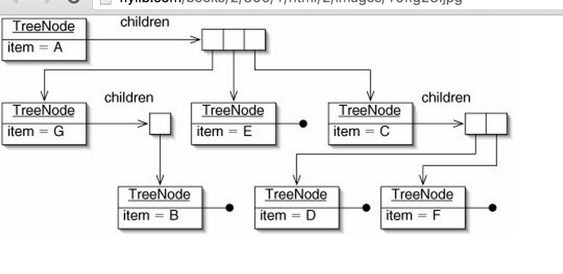 TreeNode
children
item = A
TreeNode
children
TreeNode
TreeNode
children
item = G
item = E
item = C
TreeNode
TreeNode
TreeNode
item = B
item = D
item = F